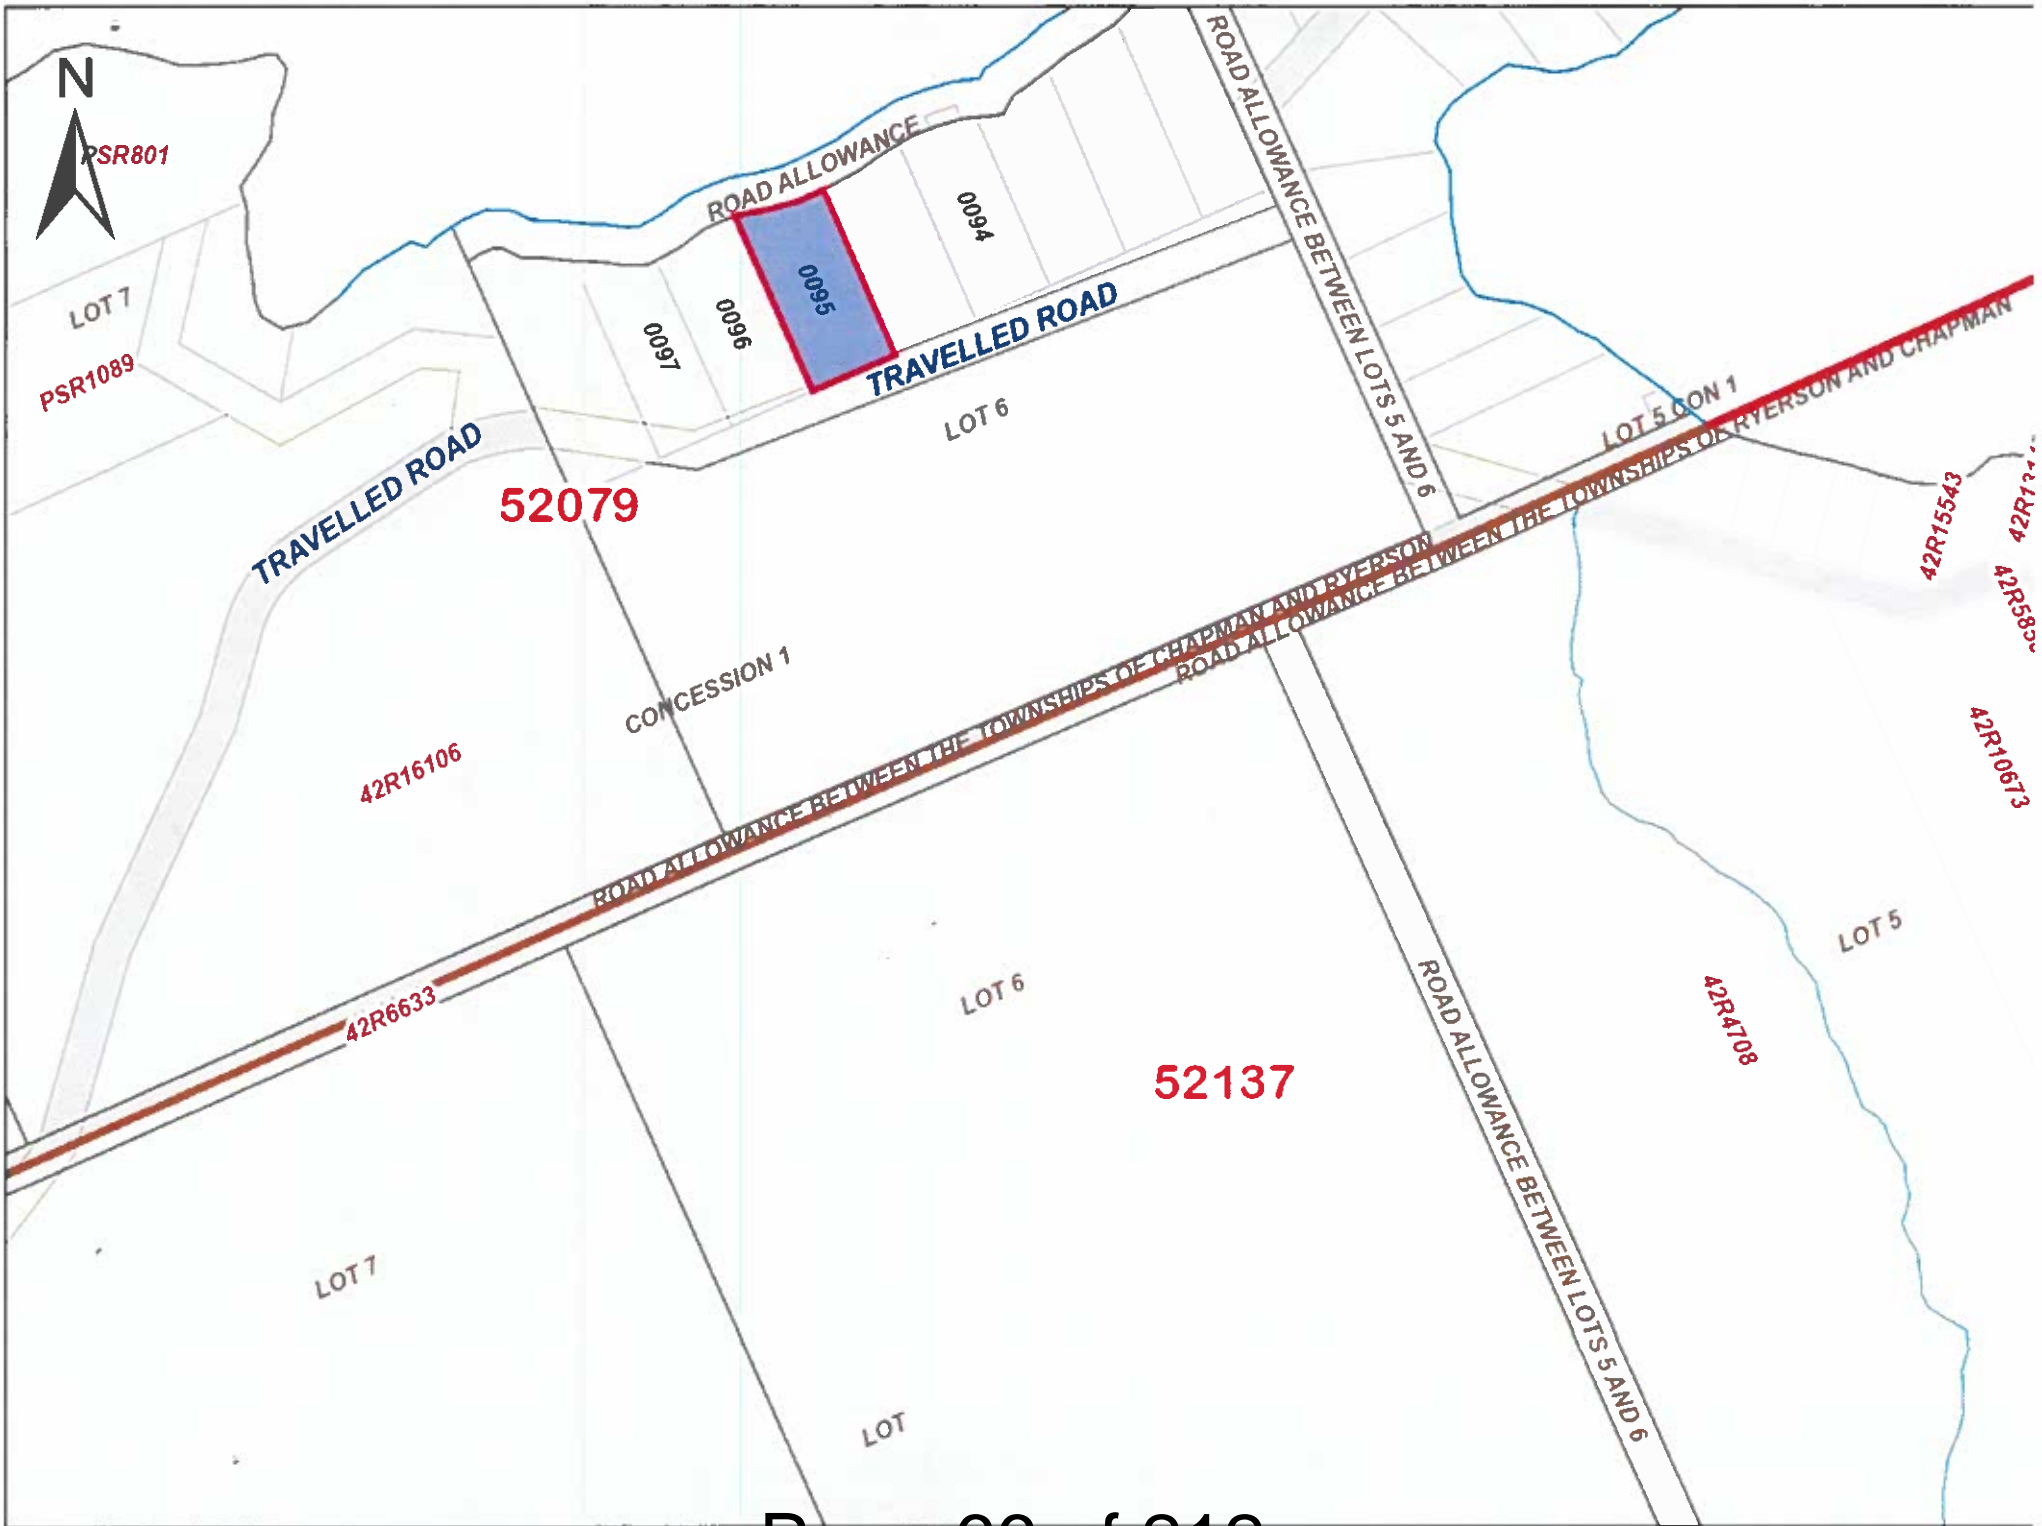 N
PSR801
ROAD ALLOWANCE
ROAD ALLOWANCE BETWEEN LOTS 5 AND 6
0094
0095
0096
0097
LOT 7
PSR1089
TRAVELLED ROAD
LOT 6
TRAVELLED ROAD
52079
LOT 5 CON 1
ROAD ALLOWANCE BETWEEN THE TOWNSHIPS OF RYERSON AND CHAPMAN
ROAD ALLOWANCE BETWEEN THE TOWNSHIPS OF CHAPMAN AND RYERSON
42R15543
CONCESSION 1
42R16106
42R10673
42R6633
LOT 6
LOT 5
42R4708
52137
ROAD ALLOWANCE BETWEEN LOTS 5 AND 6
LOT 7
LOT